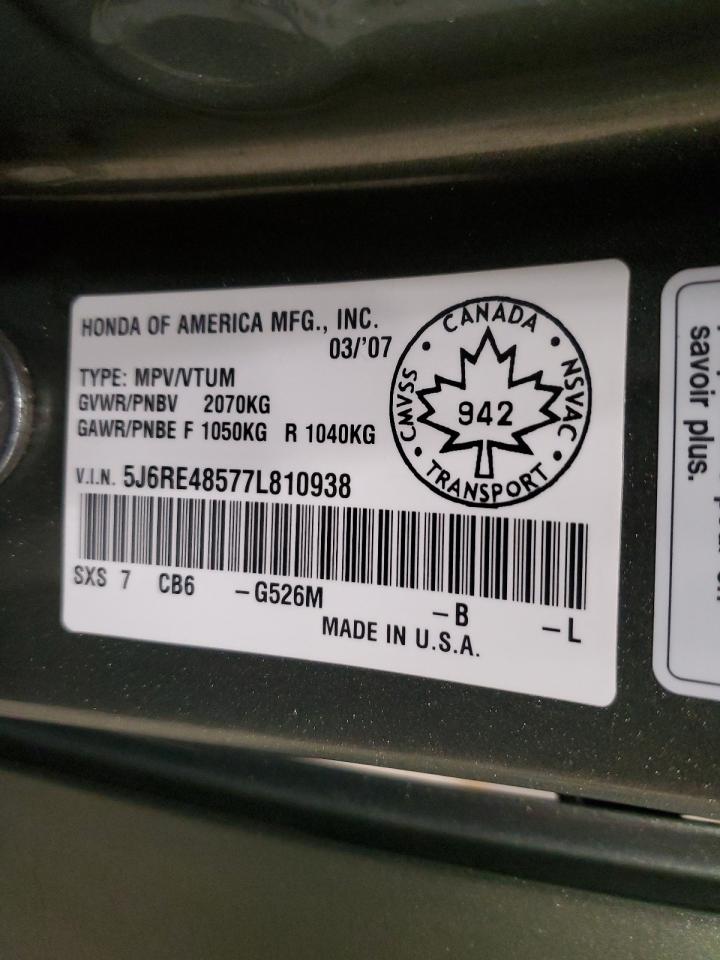 HONDA OF AMERICA MFG., INC.
03/'07
TYPE: MPV/VTUM
GVWR/PNBV 2070KG
GAWR/PNBE F 1050KG R 1040KG
V.I.N. 5J6RE48577L810938
SXS 7 CB6 -G526M -B -L
MADE IN U.S.A.
CANADA
CMVSS
942
NSVAC
TRANSPORT
savoir plus.